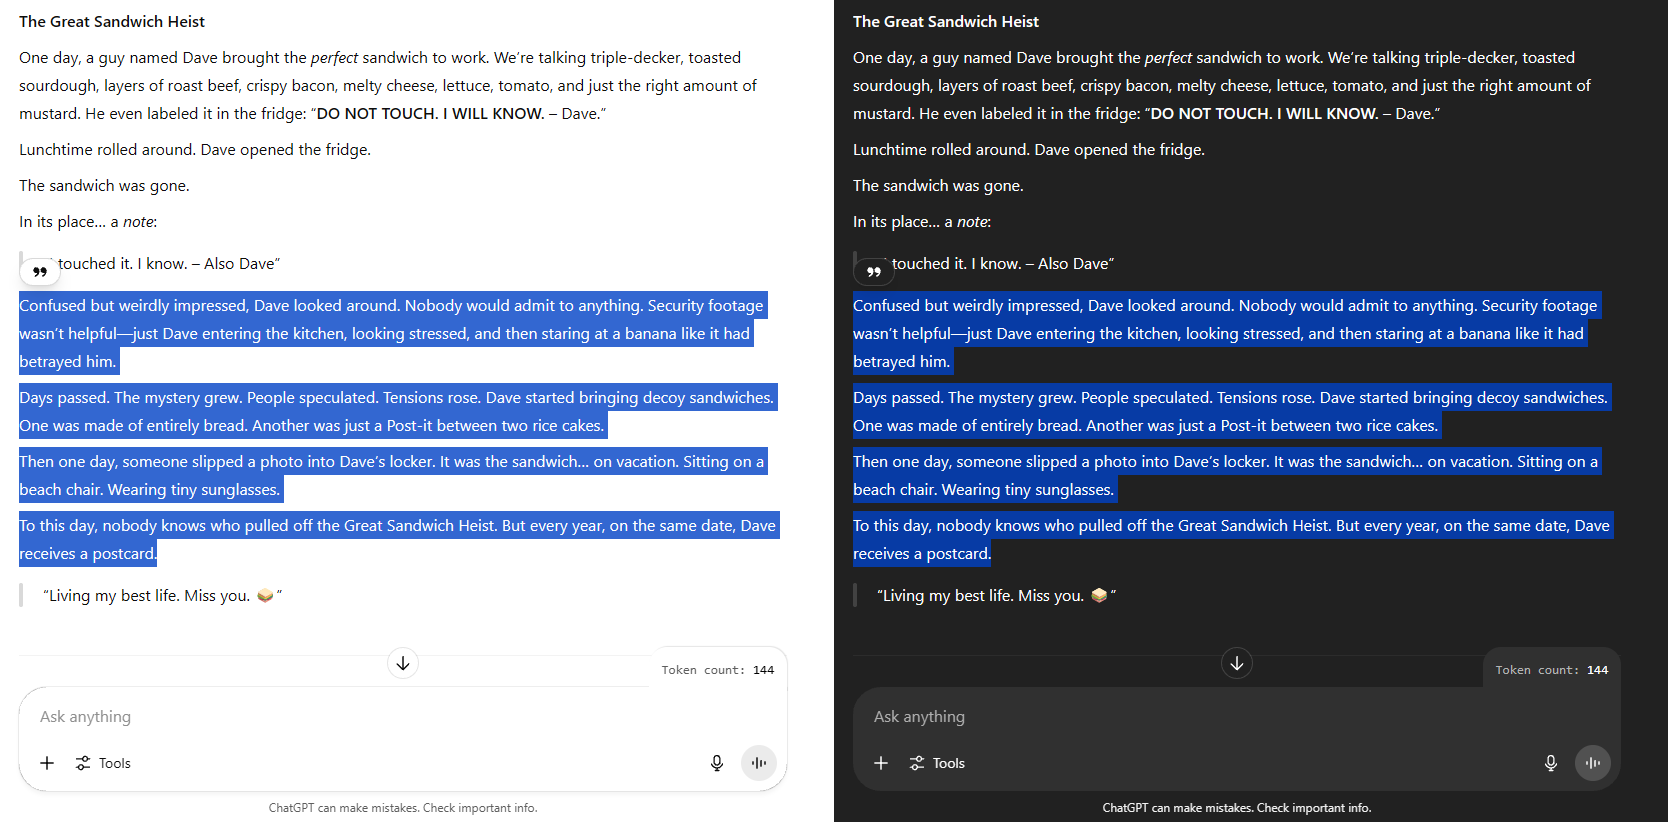 The Great Sandwich Heist
One day, a guy named Dave brought the perfect sandwich to work. We're talking triple-decker, toasted
sourdough, layers of roast beef, crispy bacon, melty cheese, lettuce, tomato, and just the right amount of
mustard. He even labeled it in the fridge: “DO NOT TOUCH. I WILL KNOW. – Dave.”
Lunchtime rolled around. Dave opened the fridge.
The sandwich was gone.
In its place… a note:
touched it. I know. – Also Dave”
Confused but weirdly impressed, Dave looked around. Nobody would admit to anything. Security footage
wasn’t helpful—just Dave entering the kitchen, looking stressed, and then staring at a banana like it had
betrayed him.
Days passed. The mystery grew. People speculated. Tensions rose. Dave started bringing decoy sandwiches.
One was made of entirely bread. Another was just a Post-it between two rice cakes.
Then one day, someone slipped a photo into Dave’s locker. It was the sandwich… on vacation. Sitting on a
beach chair. Wearing tiny sunglasses.
To this day, nobody knows who pulled off the Great Sandwich Heist. But every year, on the same date, Dave
receives a postcard.
“Living my best life. Miss you. 🥪”
Token count: 144
Ask anything
Tools
ChatGPT can make mistakes. Check important info.
The Great Sandwich Heist
One day, a guy named Dave brought the perfect sandwich to work. We're talking triple-decker, toasted
sourdough, layers of roast beef, crispy bacon, melty cheese, lettuce, tomato, and just the right amount of
mustard. He even labeled it in the fridge: “DO NOT TOUCH. I WILL KNOW. – Dave.”
Lunchtime rolled around. Dave opened the fridge.
The sandwich was gone.
In its place… a note:
touched it. I know. – Also Dave”
Confused but weirdly impressed, Dave looked around. Nobody would admit to anything. Security footage
wasn’t helpful—just Dave entering the kitchen, looking stressed, and then staring at a banana like it had
betrayed him.
Days passed. The mystery grew. People speculated. Tensions rose. Dave started bringing decoy sandwiches.
One was made of entirely bread. Another was just a Post-it between two rice cakes.
Then one day, someone slipped a photo into Dave’s locker. It was the sandwich… on vacation. Sitting on a
beach chair. Wearing tiny sunglasses.
To this day, nobody knows who pulled off the Great Sandwich Heist. But every year, on the same date, Dave
receives a postcard.
“Living my best life. Miss you. 🥪”
Token count: 144
Ask anything
Tools
ChatGPT can make mistakes. Check important info.